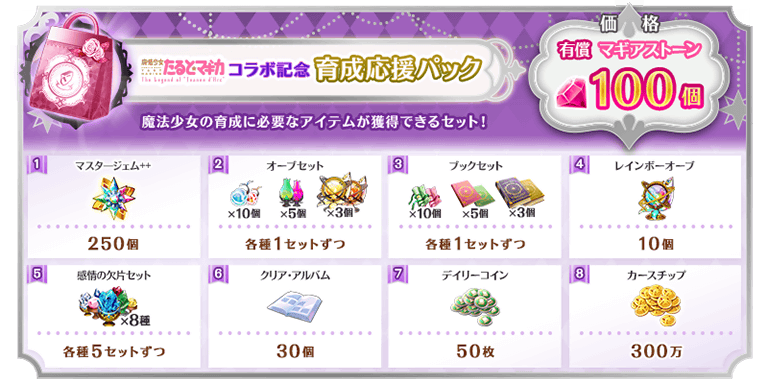 価格
有償 マギアストーン
100個
魔法少女
たるとマギカ
The Legend of "Jeanne d'Arc"
コラボ記念 育成応援パック
魔法少女の育成に必要なアイテムが獲得できるセット!
1
マスタージェム++
250個
2
オーブセット
×10個 ×5個 ×3個
各種1セットずつ
3
ブックセット
×10個 ×5個 ×3個
各種1セットずつ
4
レインボーオーブ
10個
5
感情の欠片セット
×8種
各種5セットずつ
6
クリア・アルバム
30個
7
デイリーコイン
50枚
8
カースチップ
300万